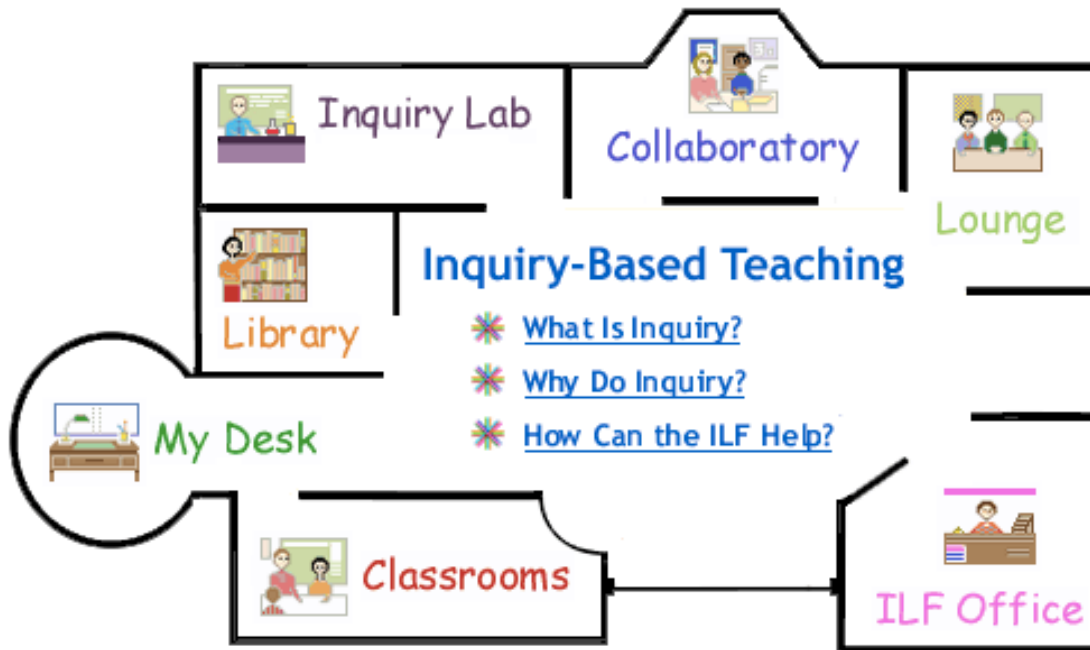 Inquiry Lab
Collaboratory
Lounge
Library
Inquiry-Based Teaching
What Is Inquiry?
Why Do Inquiry?
How Can the ILF Help?
My Desk
Classrooms
ILF Office